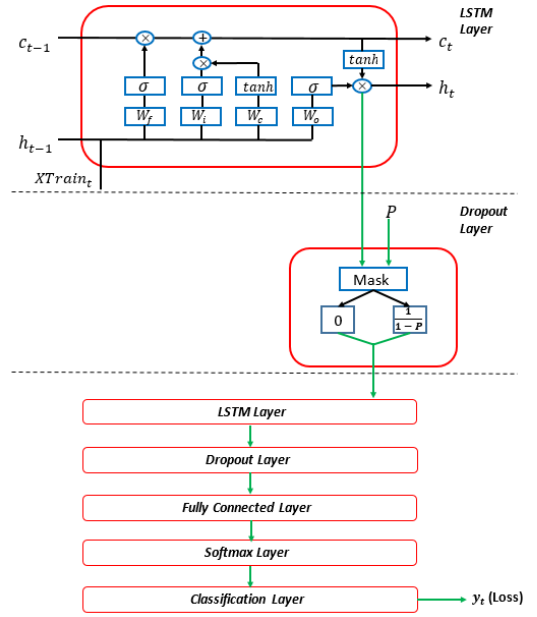 LSTM
Layer
c_{t-1} × + c_t
× tanh
σ σ tanh σ × h_t
W_f W_i W_c W_o
h_{t-1}
XTrain_t
P Dropout
Layer
Mask
0 1/(1 − P)
LSTM Layer
Dropout Layer
Fully Connected Layer
Softmax Layer
Classification Layer y_t (Loss)